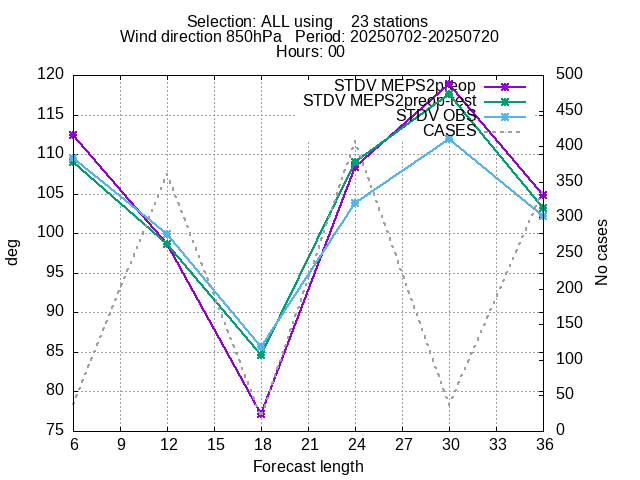 Selection: ALL using    23 stations
Wind direction 850hPa   Period: 20250702-20250720
Hours: 00
STDV MEPS2preop
STDV MEPS2preop-test
STDV OBS
CASES
120
115
110
105
100
95
90
85
80
75
500
450
400
350
300
250
200
150
100
50
0
deg
No cases
6 9 12 15 18 21 24 27 30 33 36
Forecast length